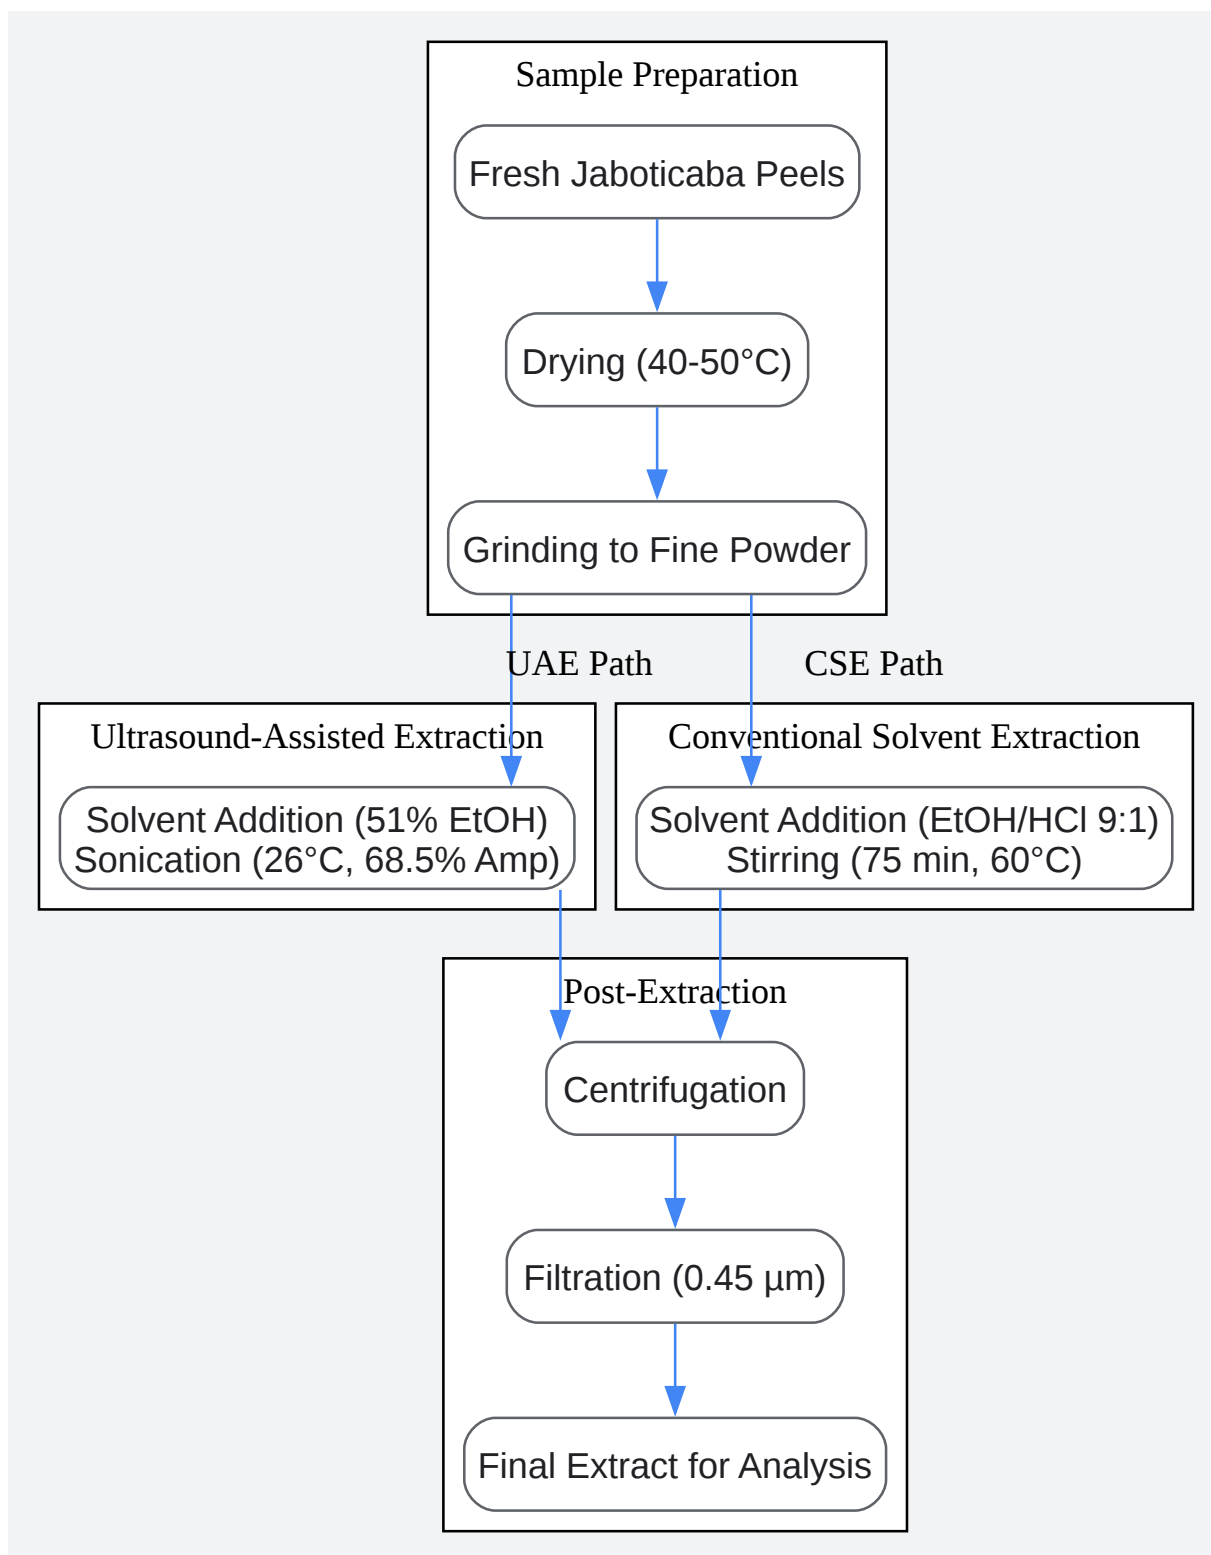 Sample Preparation
Fresh Jaboticaba Peels
Drying (40-50°C)
Grinding to Fine Powder
UAE Path
CSE Path
Ultrasound-Assisted Extraction
Solvent Addition (51% EtOH)
Sonication (26°C, 68.5% Amp)
Conventional Solvent Extraction
Solvent Addition (EtOH/HCl 9:1)
Stirring (75 min, 60°C)
Post-Extraction
Centrifugation
Filtration (0.45 µm)
Final Extract for Analysis